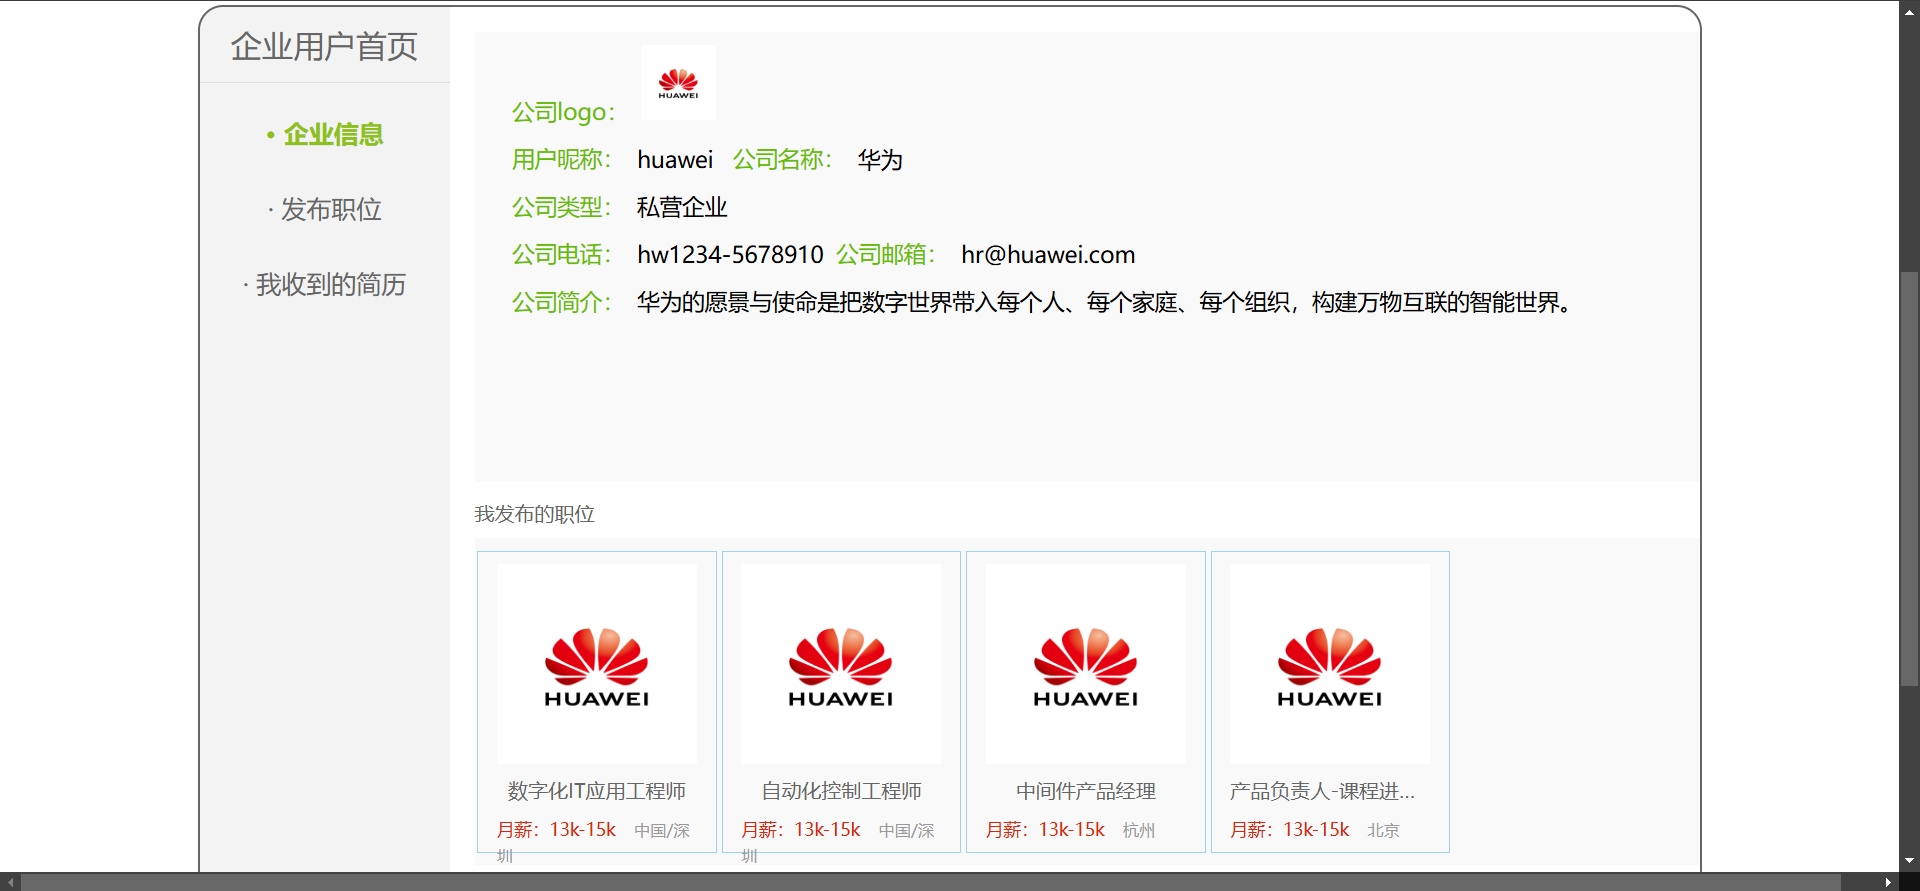 企业用户首页
• 企业信息
· 发布职位
· 我收到的简历
HUAWEI
公司logo：
用户昵称： huawei 公司名称： 华为
公司类型： 私营企业
公司电话： hw1234-5678910 公司邮箱： hr@huawei.com
公司简介： 华为的愿景与使命是把数字世界带入每个人、每个家庭、每个组织，构建万物互联的智能世界。
我发布的职位
HUAWEI
数字化IT应用工程师
月薪：13k-15k 中国/深
圳
HUAWEI
自动化控制工程师
月薪：13k-15k 中国/深
圳
HUAWEI
中间件产品经理
月薪：13k-15k 杭州
HUAWEI
产品负责人-课程进...
月薪：13k-15k 北京